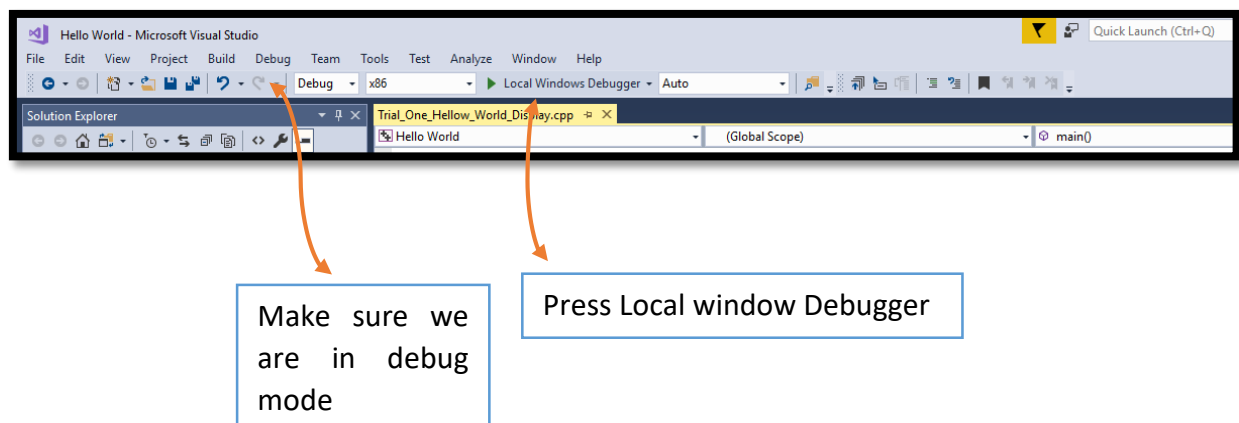 Hello World - Microsoft Visual Studio
Quick Launch (Ctrl+Q)
File Edit View Project Build Debug Team Tools Test Analyze Window Help
Debug x86 Local Windows Debugger Auto
Solution Explorer
Trial_One_Hellow_World_Display.cpp
Hello World (Global Scope) main()
Make sure we
are in debug
mode
Press Local window Debugger